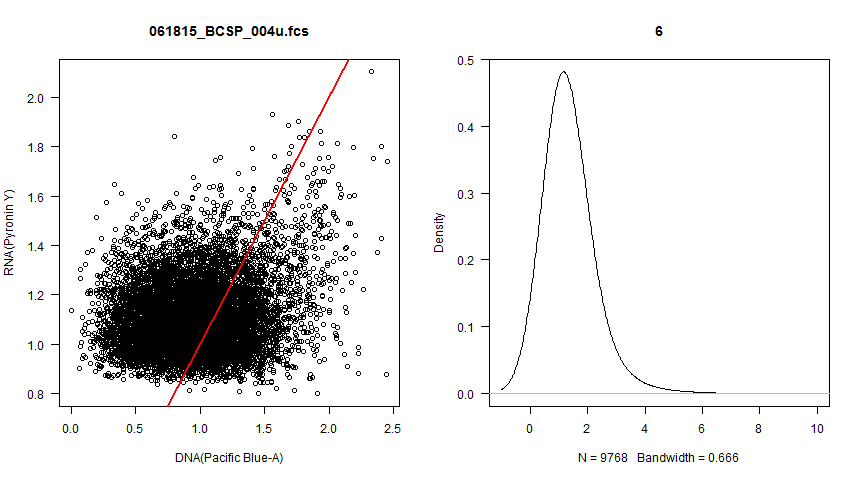 061815_BCSP_004u.fcs
RNA(Pyronin Y)
2.0
1.8
1.6
1.4
1.2
1.0
0.8
0.0 0.5 1.0 1.5 2.0 2.5
DNA(Pacific Blue-A)
6
Density
0.5
0.4
0.3
0.2
0.1
0.0
0 2 4 6 8 10
N = 9768 Bandwidth = 0.666